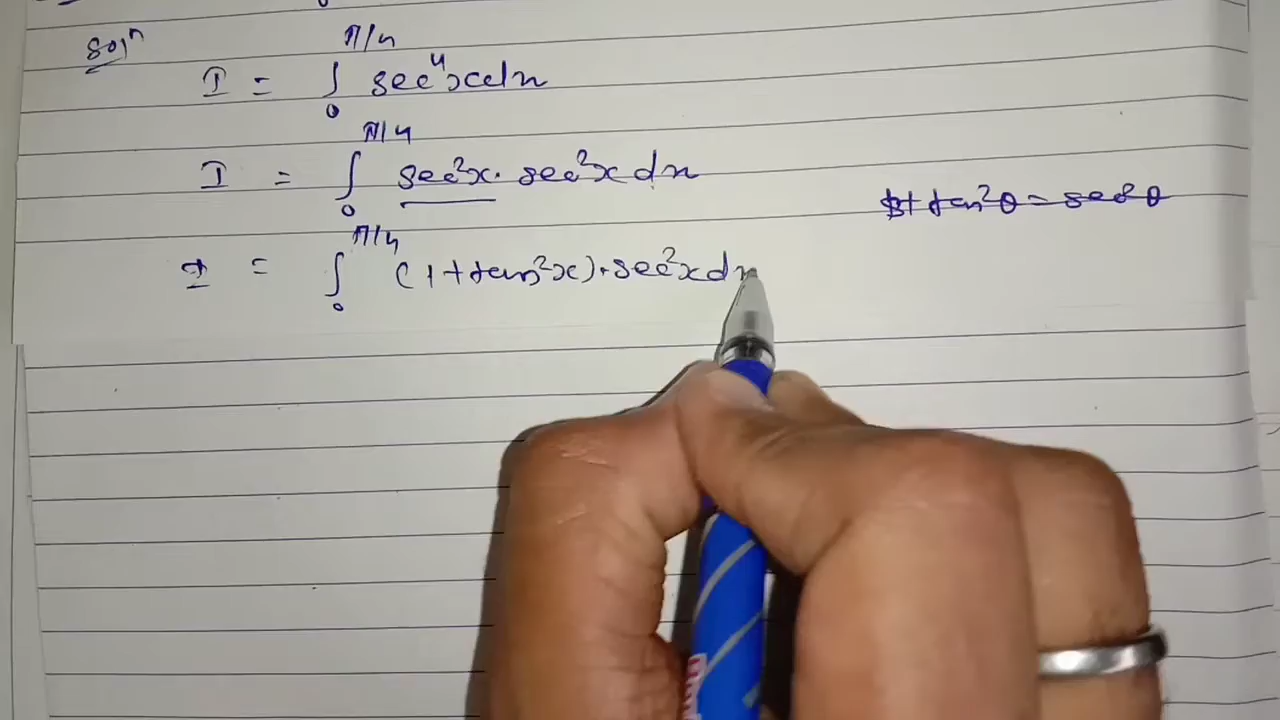 Solⁿ
I = ∫₀^π/4 sec⁴x dx
I = ∫₀^π/4 sec²x · sec²x dx
1+tan²θ = sec²θ
I = ∫₀^π/4 (1+tan²x) · sec²x dx